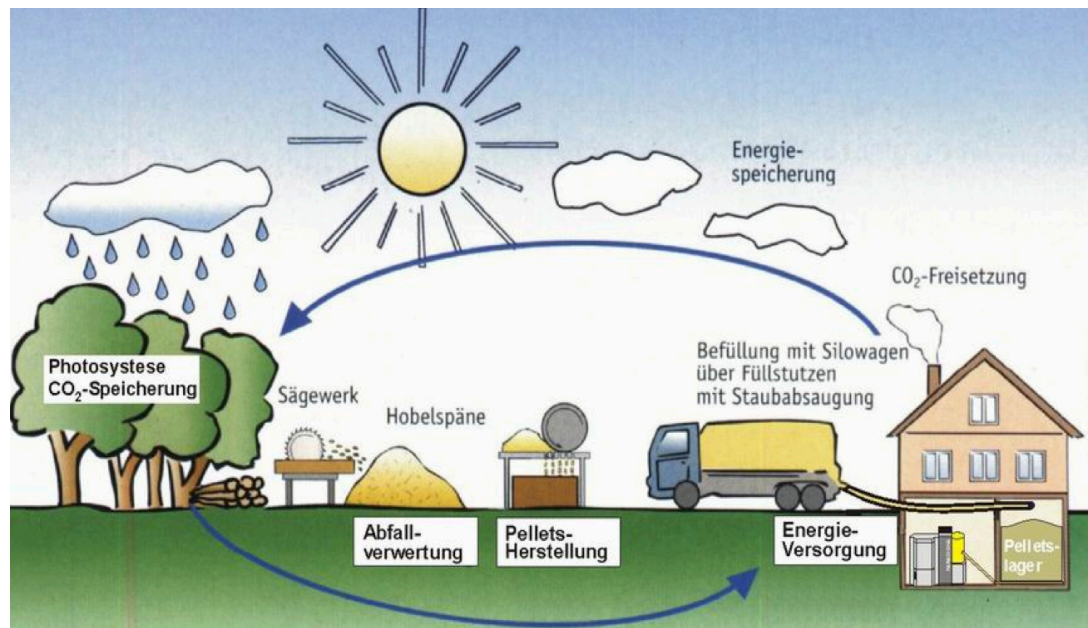 Energie-
speicherung
CO₂-Freisetzung
Photosystese
CO₂-Speicherung
Befüllung mit Silowagen
über Füllstutzen
mit Staubabsaugung
Sägewerk
Hobelspäne
Abfall-
verwertung
Pellets-
Herstellung
Energie-
Versorgung
Pellets-
lager